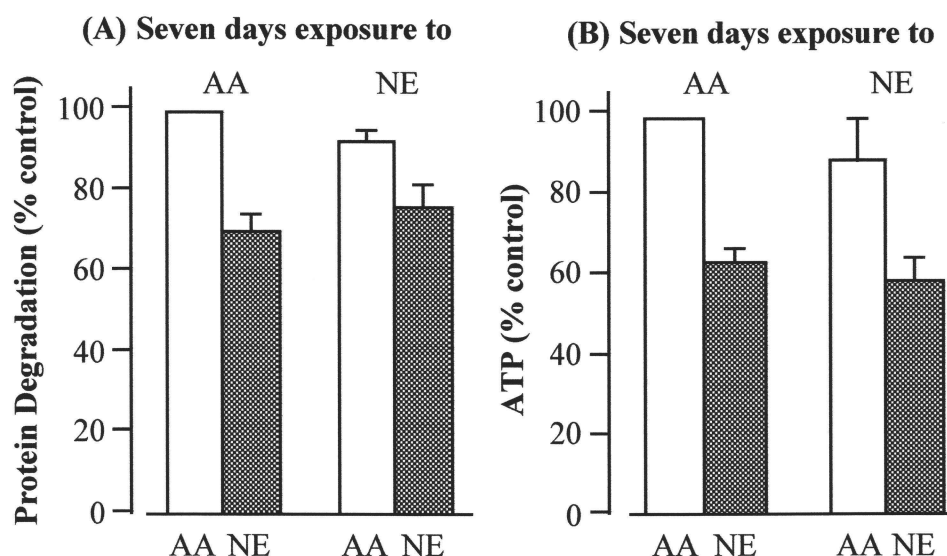 (A) Seven days exposure to
AA NE
Protein Degradation (% control)
100
80
60
40
20
0
AA NE AA NE
(B) Seven days exposure to
AA NE
ATP (% control)
100
80
60
40
20
0
AA NE AA NE